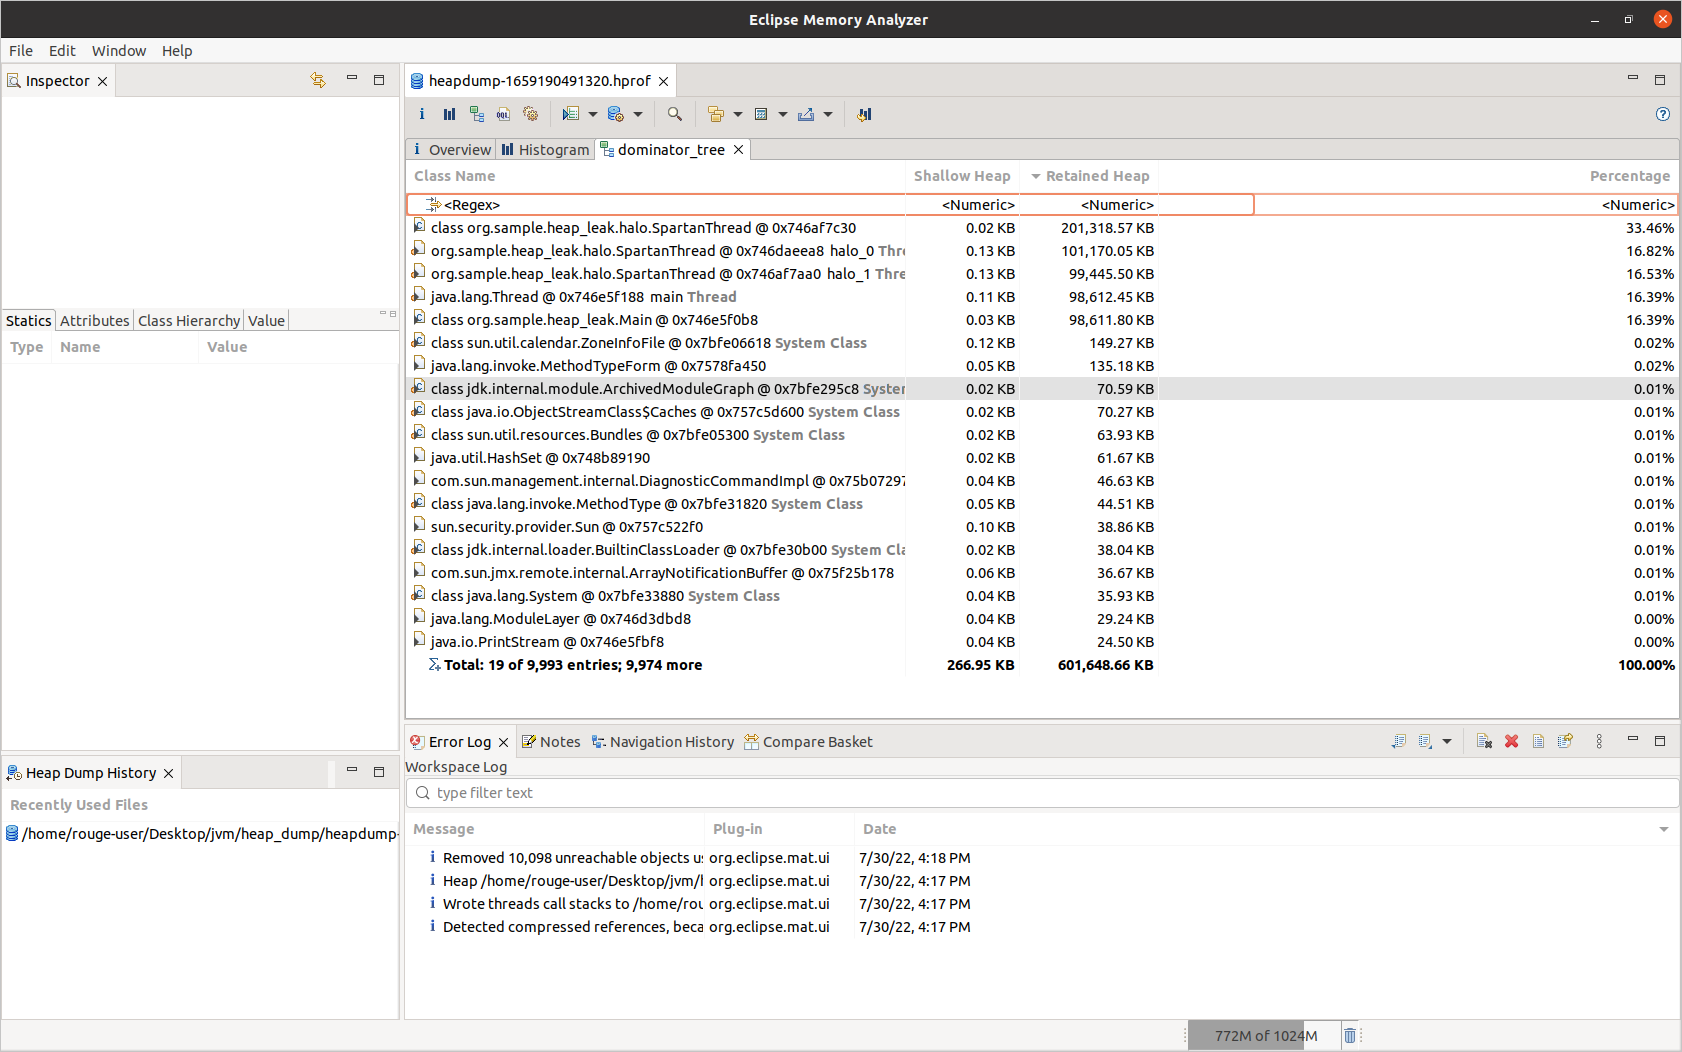 Eclipse Memory Analyzer
File Edit Window Help
Inspector
Statics Attributes Class Hierarchy Value
Type Name Value
Heap Dump History
Recently Used Files
/home/rouge-user/Desktop/jvm/heap_dump/heapdump-
heapdump-1659190491320.hprof
OQL
Overview Histogram dominator_tree
Class Name Shallow Heap Retained Heap Percentage
<Regex> <Numeric> <Numeric> <Numeric>
class org.sample.heap_leak.halo.SpartanThread @ 0x746af7c30 0.02 KB 201,318.57 KB 33.46%
org.sample.heap_leak.halo.SpartanThread @ 0x746daeea8 halo_0 Thre 0.13 KB 101,170.05 KB 16.82%
org.sample.heap_leak.halo.SpartanThread @ 0x746af7aa0 halo_1 Thre 0.13 KB 99,445.50 KB 16.53%
java.lang.Thread @ 0x746e5f188 main Thread 0.11 KB 98,612.45 KB 16.39%
class org.sample.heap_leak.Main @ 0x746e5f0b8 0.03 KB 98,611.80 KB 16.39%
class sun.util.calendar.ZoneInfoFile @ 0x7bfe06618 System Class 0.12 KB 149.27 KB 0.02%
java.lang.invoke.MethodTypeForm @ 0x7578fa450 0.05 KB 135.18 KB 0.02%
class jdk.internal.module.ArchivedModuleGraph @ 0x7bfe295c8 Syster 0.02 KB 70.59 KB 0.01%
class java.io.ObjectStreamClass$Caches @ 0x757c5d600 System Class 0.02 KB 70.27 KB 0.01%
class sun.util.resources.Bundles @ 0x7bfe05300 System Class 0.02 KB 63.93 KB 0.01%
java.util.HashSet @ 0x748b89190 0.04 KB 61.67 KB 0.01%
com.sun.management.internal.DiagnosticCommandImpl @ 0x75b07297 0.04 KB 46.63 KB 0.01%
class java.lang.invoke.MethodType @ 0x7bfe31820 System Class 0.05 KB 44.51 KB 0.01%
sun.security.provider.Sun @ 0x757c522f0 0.10 KB 38.86 KB 0.01%
class jdk.internal.loader.BuiltinClassLoader @ 0x7bfe30b00 System Cla 0.02 KB 38.04 KB 0.01%
com.sun.jmx.remote.internal.ArrayNotificationBuffer @ 0x75f25b178 0.06 KB 36.67 KB 0.01%
class java.lang.System @ 0x7bfe33880 System Class 0.04 KB 35.93 KB 0.01%
java.lang.ModuleLayer @ 0x746d3dbd8 0.04 KB 29.24 KB 0.00%
java.io.PrintStream @ 0x746e5fbf8 0.04 KB 24.50 KB 0.00%
Total: 19 of 9,993 entries; 9,974 more 266.95 KB 601,648.66 KB 100.00%
Error Log Notes Navigation History Compare Basket
Workspace Log
type filter text
Message Plug-in Date
Removed 10,098 unreachable objects us org.eclipse.mat.ui 7/30/22, 4:18 PM
Heap /home/rouge-user/Desktop/jvm/h org.eclipse.mat.ui 7/30/22, 4:17 PM
Wrote threads call stacks to /home/rou org.eclipse.mat.ui 7/30/22, 4:17 PM
Detected compressed references, beca org.eclipse.mat.ui 7/30/22, 4:17 PM
772M of 1024M